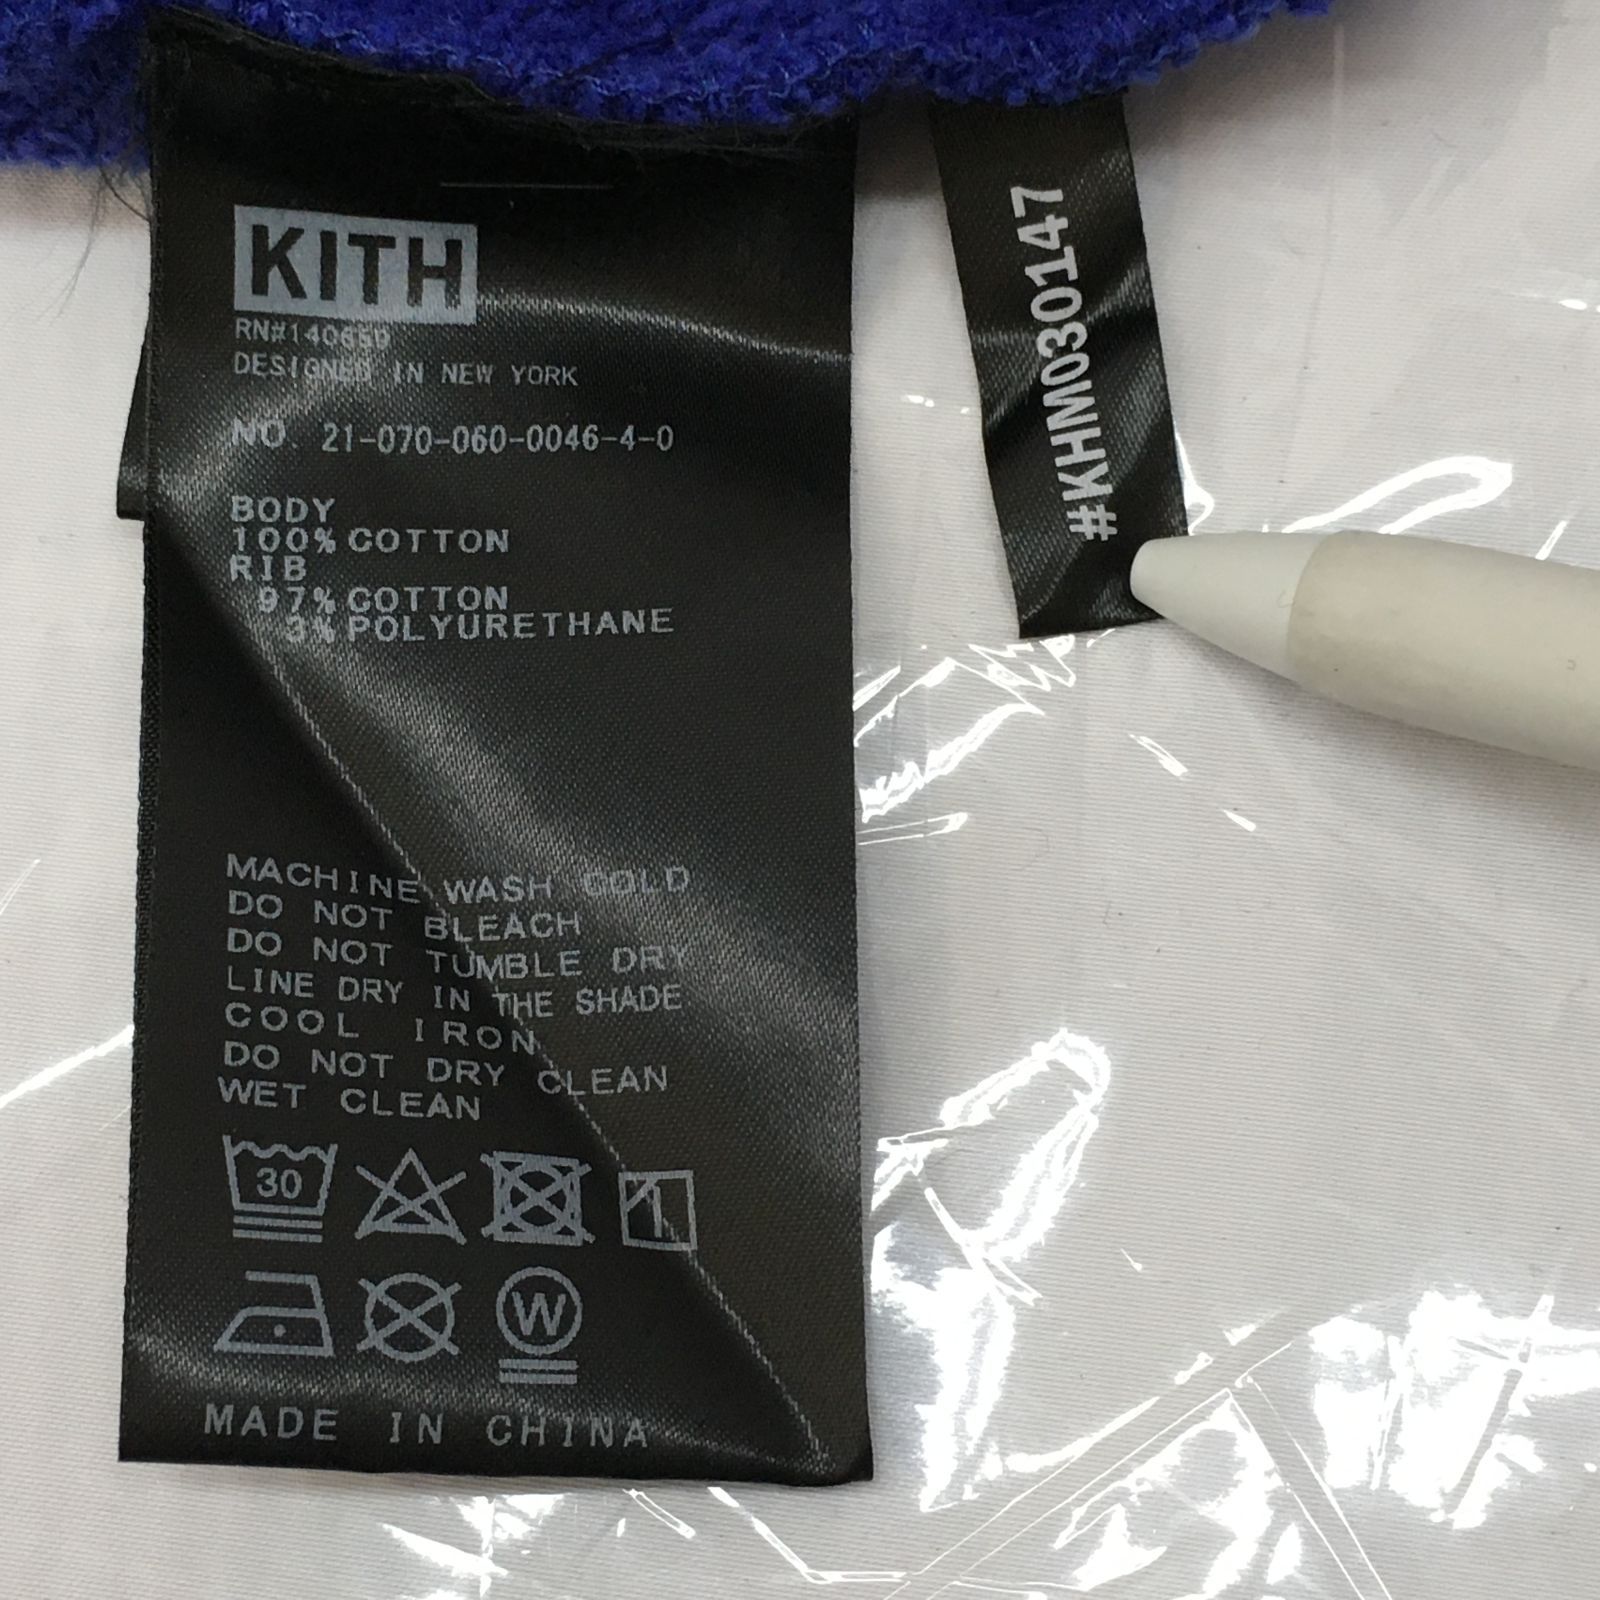 KITH
RN#140659
DESIGNED IN NEW YORK
NO. 21-070-060-0046-4-0
BODY
100% COTTON
RIB
97% COTTON
3% POLYURETHANE
MACHINE WASH COLD
DO NOT BLEACH
DO NOT TUMBLE DRY
LINE DRY IN THE SHADE
COOL IRON
DO NOT DRY CLEAN
WET CLEAN
30
W
MADE IN CHINA
#KHM030147